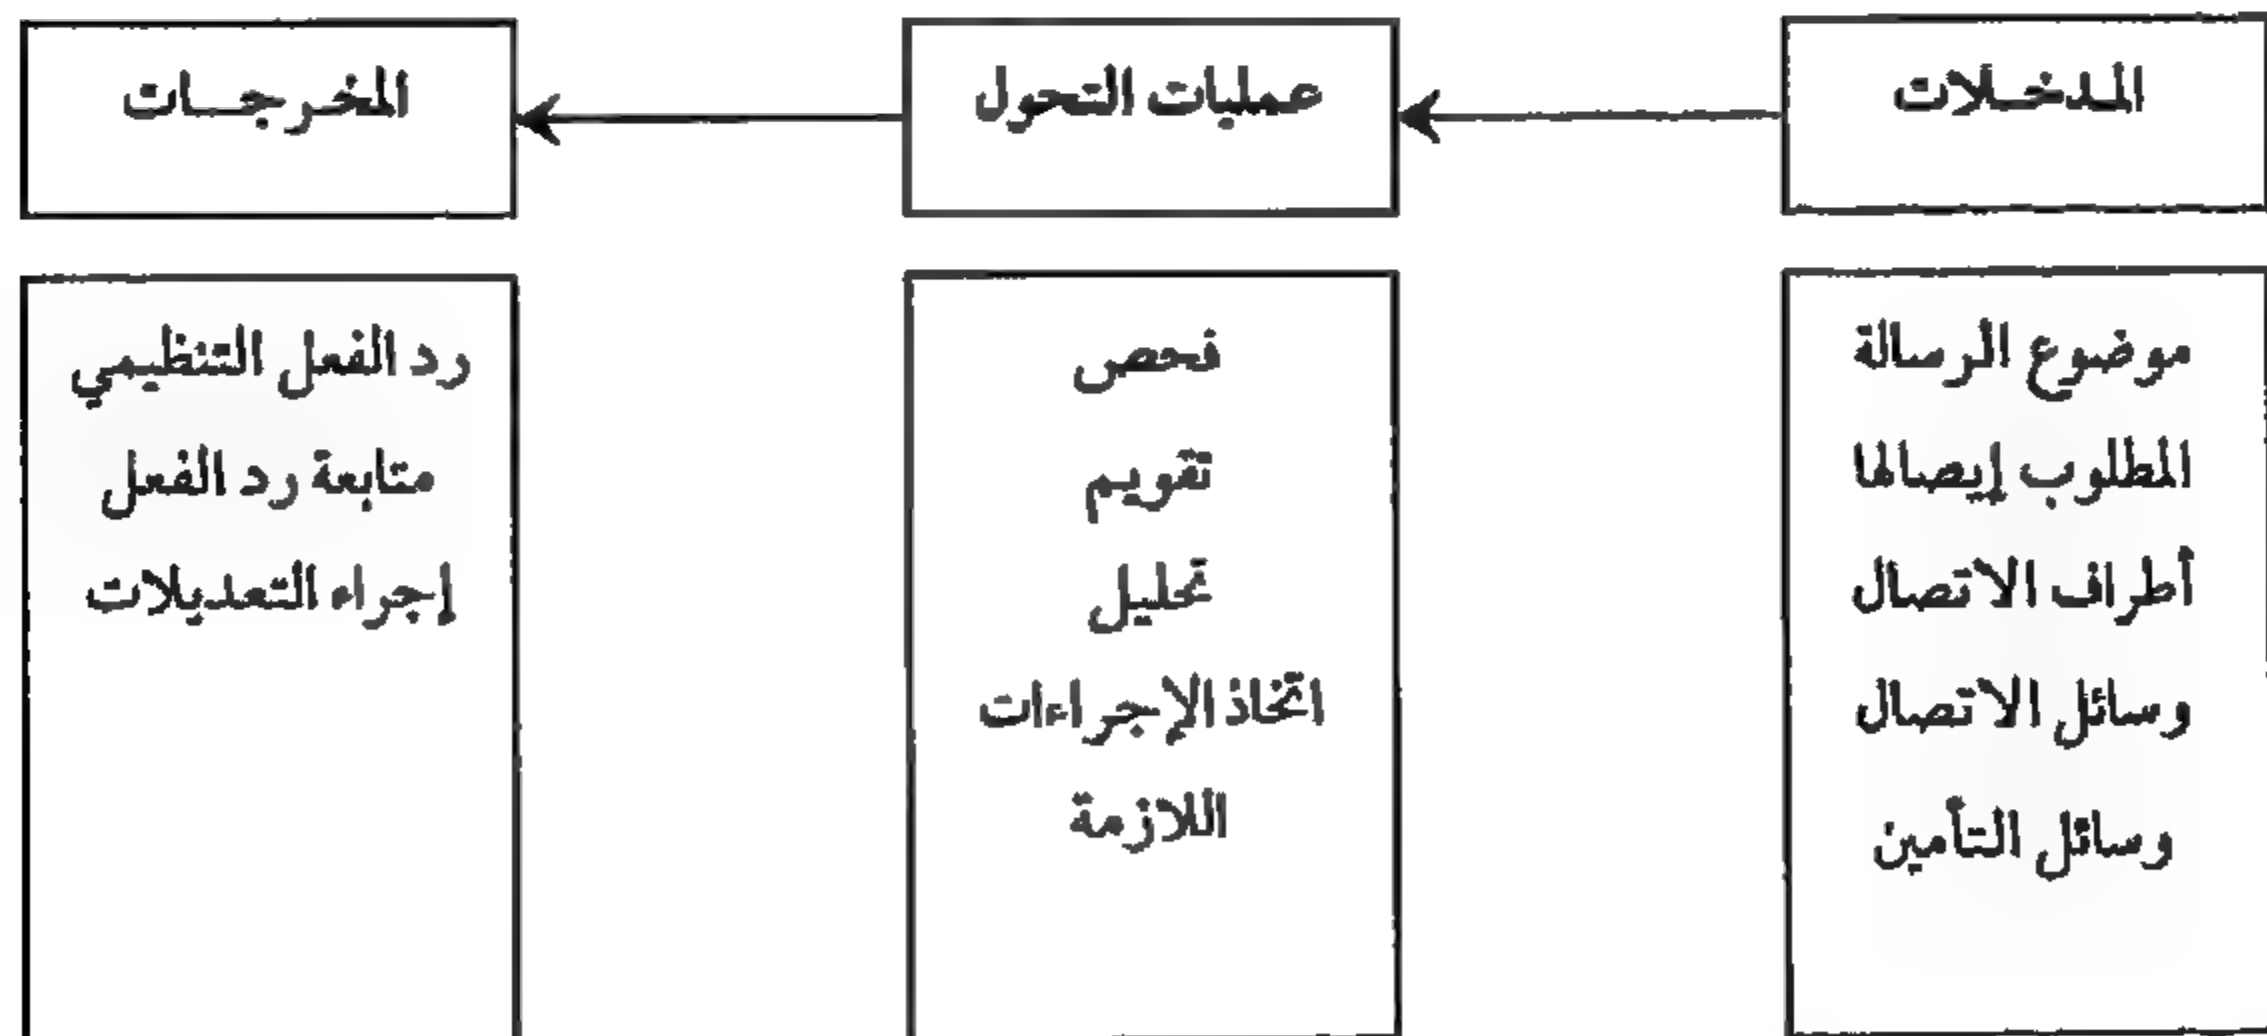 المدخلات
عمليات التحول
المخرجات
موضوع الرسالة
المطلوب إيصالها
أطراف الاتصال
وسائل الاتصال
وسائل التأمين
فحص
تقويم
تحليل
اتخاذ الإجراءات
اللازمة
رد الفعل التنظيمي
متابعة رد الفعل
إجراء التعديلات